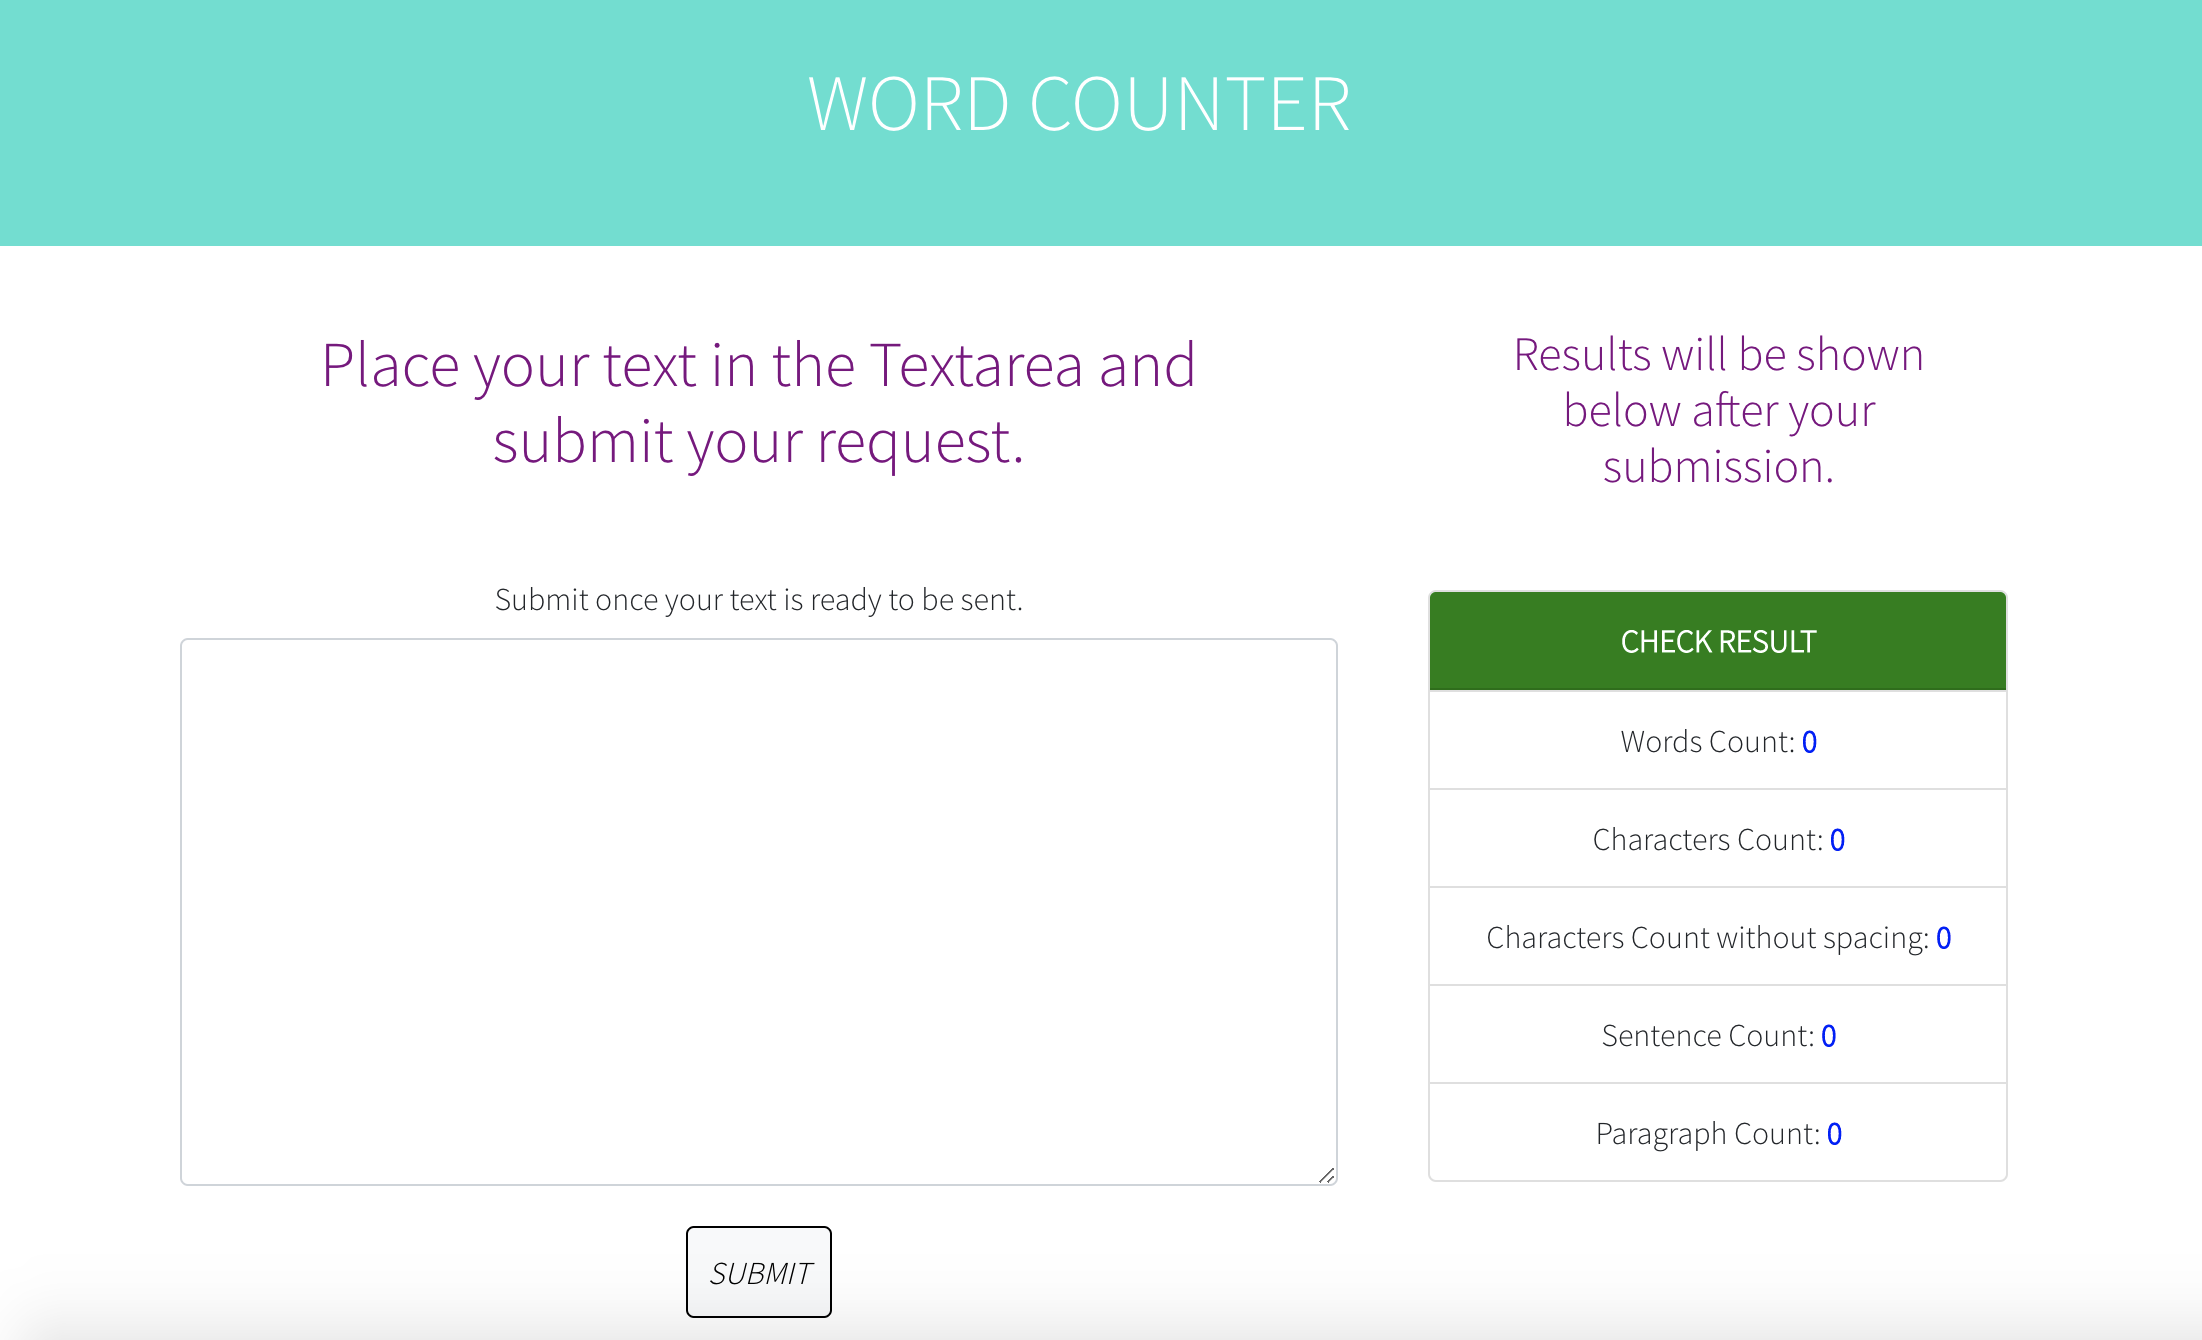 WORD COUNTER
Place your text in the Textarea and
submit your request.
Submit once your text is ready to be sent.
SUBMIT
Results will be shown
below after your
submission.
CHECK RESULT
Words Count: 0
Characters Count: 0
Characters Count without spacing: 0
Sentence Count: 0
Paragraph Count: 0